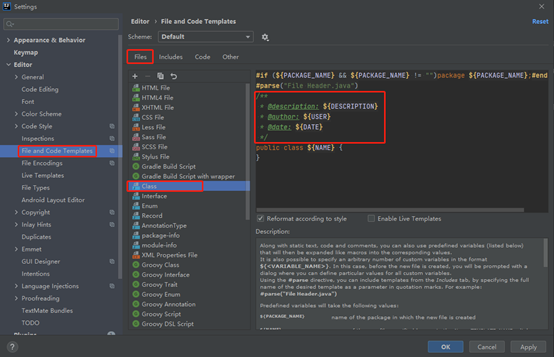 Settings
Editor › File and Code Templates
Reset
Scheme: Default
Appearance & Behavior
Keymap
Editor
General
Code Editing
Font
Color Scheme
Code Style
Inspections
File and Code Templates
File Encodings
Live Templates
File Types
Android Layout Editor
Copyright
Inlay Hints
Duplicates
Emmet
GUI Designer
Intentions
Language Injections
Proofreading
TextMate Bundles
TODO
Files
Includes
Code
Other
HTML File
HTML4 File
XHTML File
CSS File
Less File
Sass File
SCSS File
Stylus File
Gradle Build Script
Gradle Build Script with wrapper
Class
Interface
Enum
Record
AnnotationType
package-info
module-info
XML Properties File
Groovy Class
Groovy Interface
Groovy Trait
Groovy Enum
Groovy Annotation
Groovy Script
Groovy DSL Script
#if (${PACKAGE_NAME} && ${PACKAGE_NAME} != "")package ${PACKAGE_NAME};#end
#parse("File Header.java")
/**
* @description: ${DESCRIPTION}
* @author: ${USER}
* @date: ${DATE}
*/
public class ${NAME} {
}
Reformat according to style
Enable Live Templates
Description:
Along with static text, code and comments, you can also use predefined variables (listed below)
that will then be expanded like macros into the corresponding values.
It is also possible to specify an arbitrary number of custom variables in the format
${<VARIABLE_NAME>}. In this case, before the new file is created, you will be prompted with a
dialog where you can define particular values for all custom variables.
Using the #parse directive, you can include templates from the Includes tab, by specifying the full
name of the desired template as a parameter in quotation marks. For example:
#parse("File Header.java")
Predefined variables will take the following values:
${PACKAGE_NAME} name of the package in which the new file is created
?
OK
Cancel
Apply